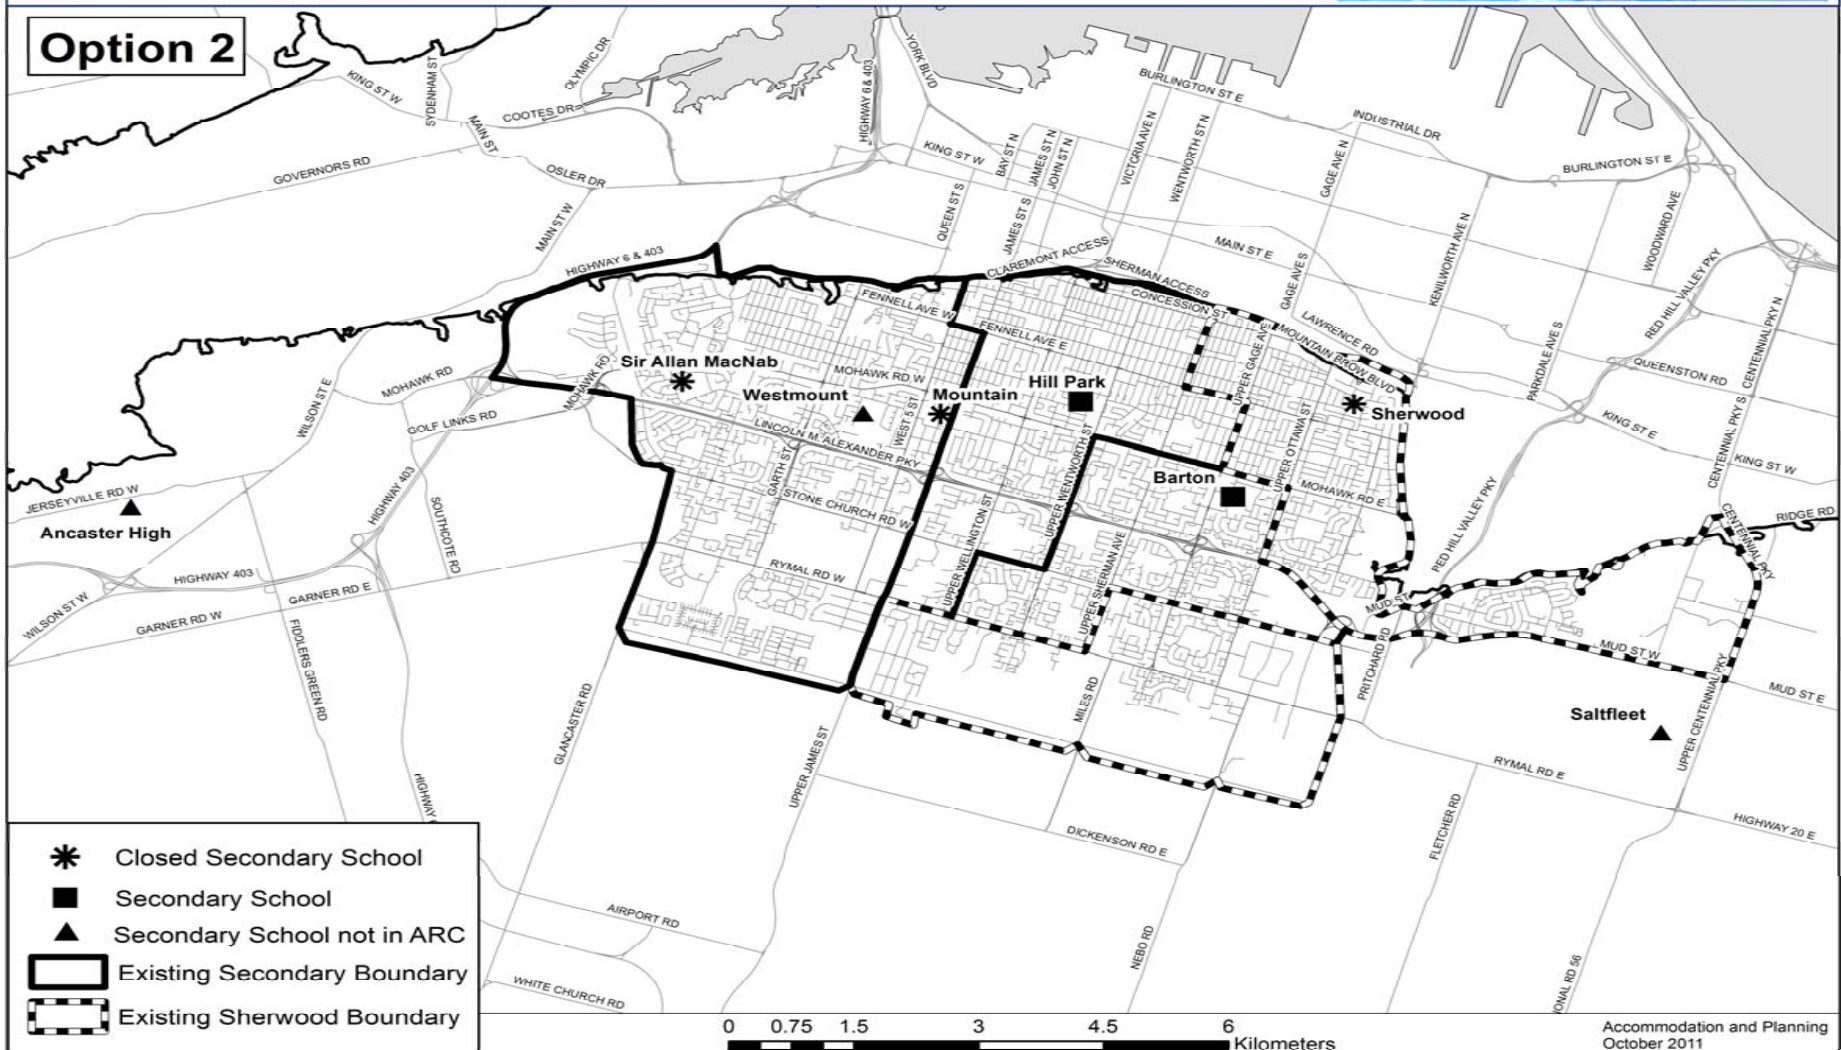 Option 2
KING ST W
SYDENHAM ST
OLYMPIC DR
COOTES DR
MAIN ST
GOVERNORS RD
OSLER DR
MAIN ST W
HIGHWAY 6 & 403
HIGHWAY 6 & 403
YORK BLVD
KING ST W
QUEEN ST S
BAY ST N
JAMES ST N
JOHN ST N
JAMES ST S
VICTORIA AVE N
WENTWORTH ST N
BURLINGTON ST E
INDUSTRIAL DR
GAGE AVE N
BURLINGTON ST E
KENILWORTH AVE N
WOODWARD AVE
MAIN ST E
GAGE AVE S
CLAREMONT ACCESS
SHERMAN ACCESS
CONCESSION ST
LAWRENCE RD
MOUNTAIN BROW BLVD
RED HILL VALLEY PKY
CENTENNIAL PKY N
PARKDALE AVE S
QUEENSTON RD
KING ST E
KING ST W
CENTENNIAL PKY S
FENNELL AVE W
FENNELL AVE E
UPPER GAGE AVE
Sir Allan MacNab
MOHAWK RD
MOHAWK RD
MOHAWK RD W
Westmount
Mountain
Hill Park
Sherwood
WILSON ST E
GOLF LINKS RD
WEST 5 ST
LINCOLN M. ALEXANDER PKY
GARTH ST
STONE CHURCH RD W
UPPER WENTWORTH ST
UPPER OTTAWA ST
Barton
MOHAWK RD E
JERSEYVILLE RD W
Ancaster High
HIGHWAY 403
SOUTHCOTE RD
UPPER WELLINGTON ST
UPPER SHERMAN AVE
RED HILL VALLEY PKY
CENTENNIAL PKY
RIDGE RD
HIGHWAY 403
GARNER RD E
RYMAL RD W
MUD ST
WILSON ST W
GARNER RD W
FIDDLERS GREEN RD
MUD ST W
PRITCHARD RD
MUD ST E
GLANCASTER RD
MILES RD
Saltfleet
UPPER CENTENNIAL PKY
UPPER JAMES ST
RYMAL RD E
HIGHWAY
DICKENSON RD E
FLETCHER RD
HIGHWAY 20 E
AIRPORT RD
NEBO RD
WHITE CHURCH RD
ONAL RD 56
Closed Secondary School
Secondary School
Secondary School not in ARC
Existing Secondary Boundary
Existing Sherwood Boundary
0 0.75 1.5 3 4.5 6
Kilometers
Accommodation and Planning
October 2011